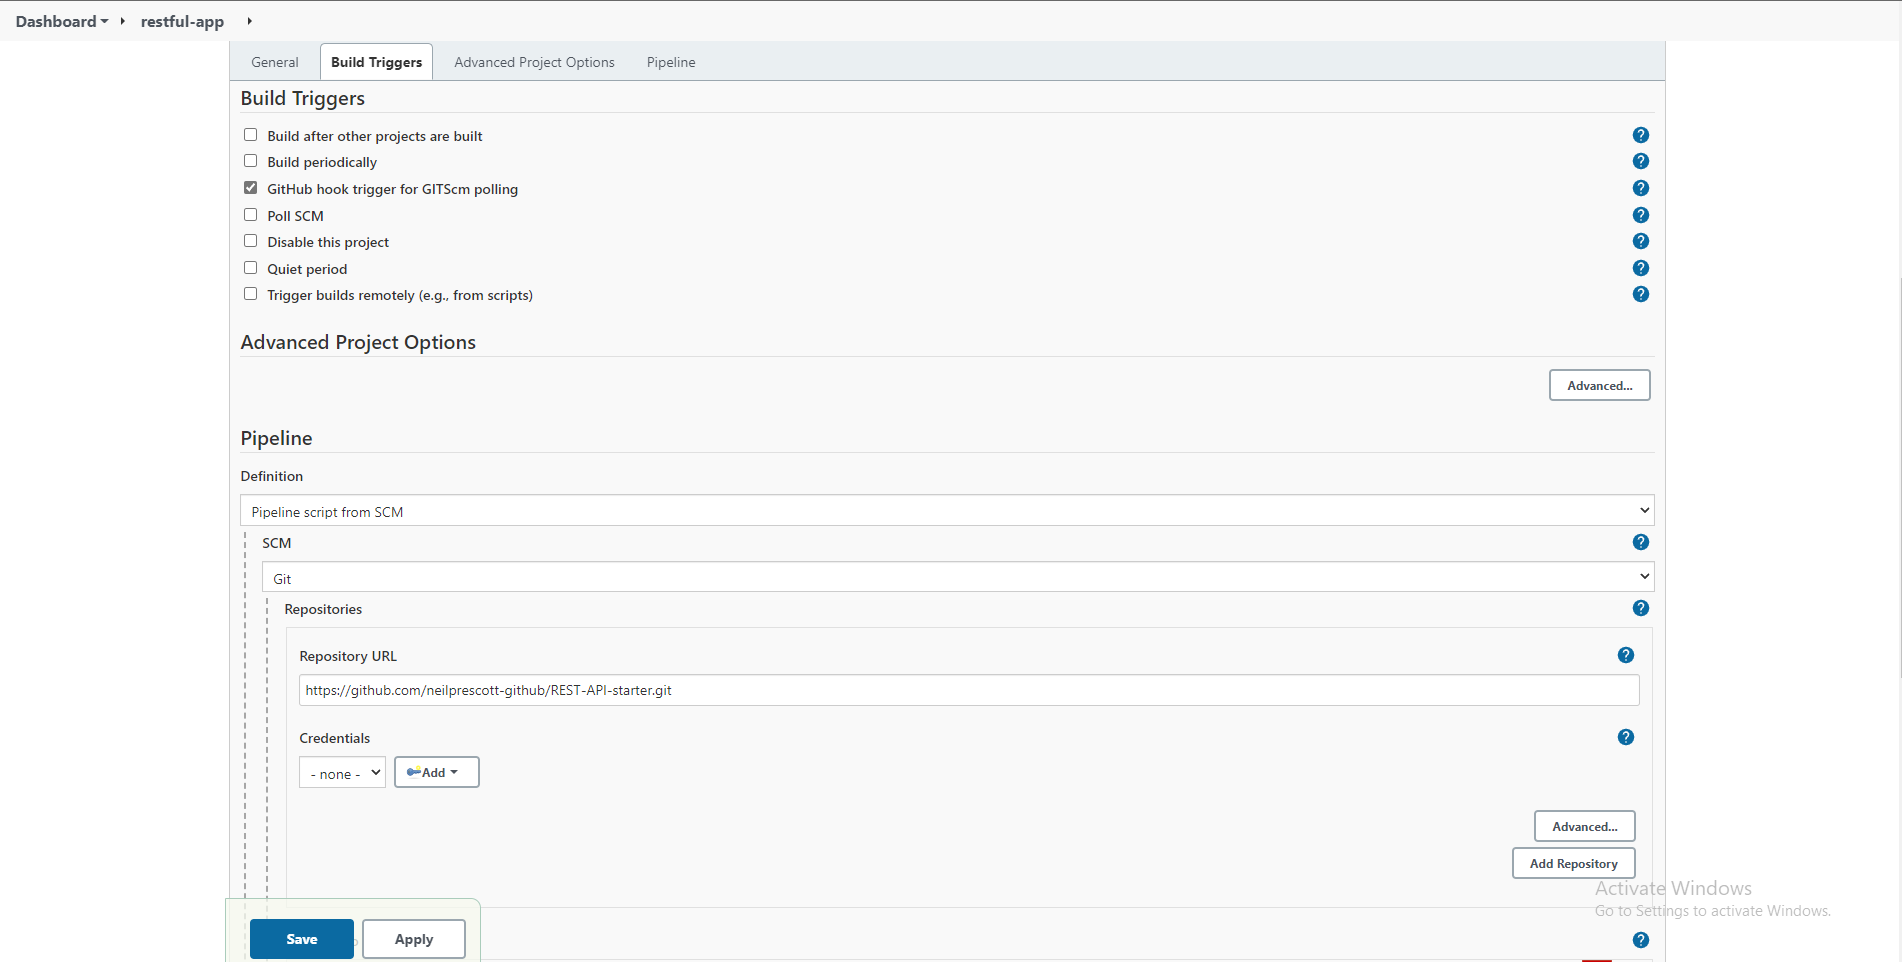 Dashboard restful-app
General Build Triggers Advanced Project Options Pipeline
Build Triggers
Build after other projects are built
Build periodically
GitHub hook trigger for GITScm polling
Poll SCM
Disable this project
Quiet period
Trigger builds remotely (e.g., from scripts)
Advanced Project Options
Advanced...
Pipeline
Definition
Pipeline script from SCM
SCM
Git
Repositories
Repository URL
https://github.com/neilprescott-github/REST-API-starter.git
Credentials
- none - Add
Advanced...
Add Repository
Activate Windows
Go to Settings to activate Windows.
Save Apply